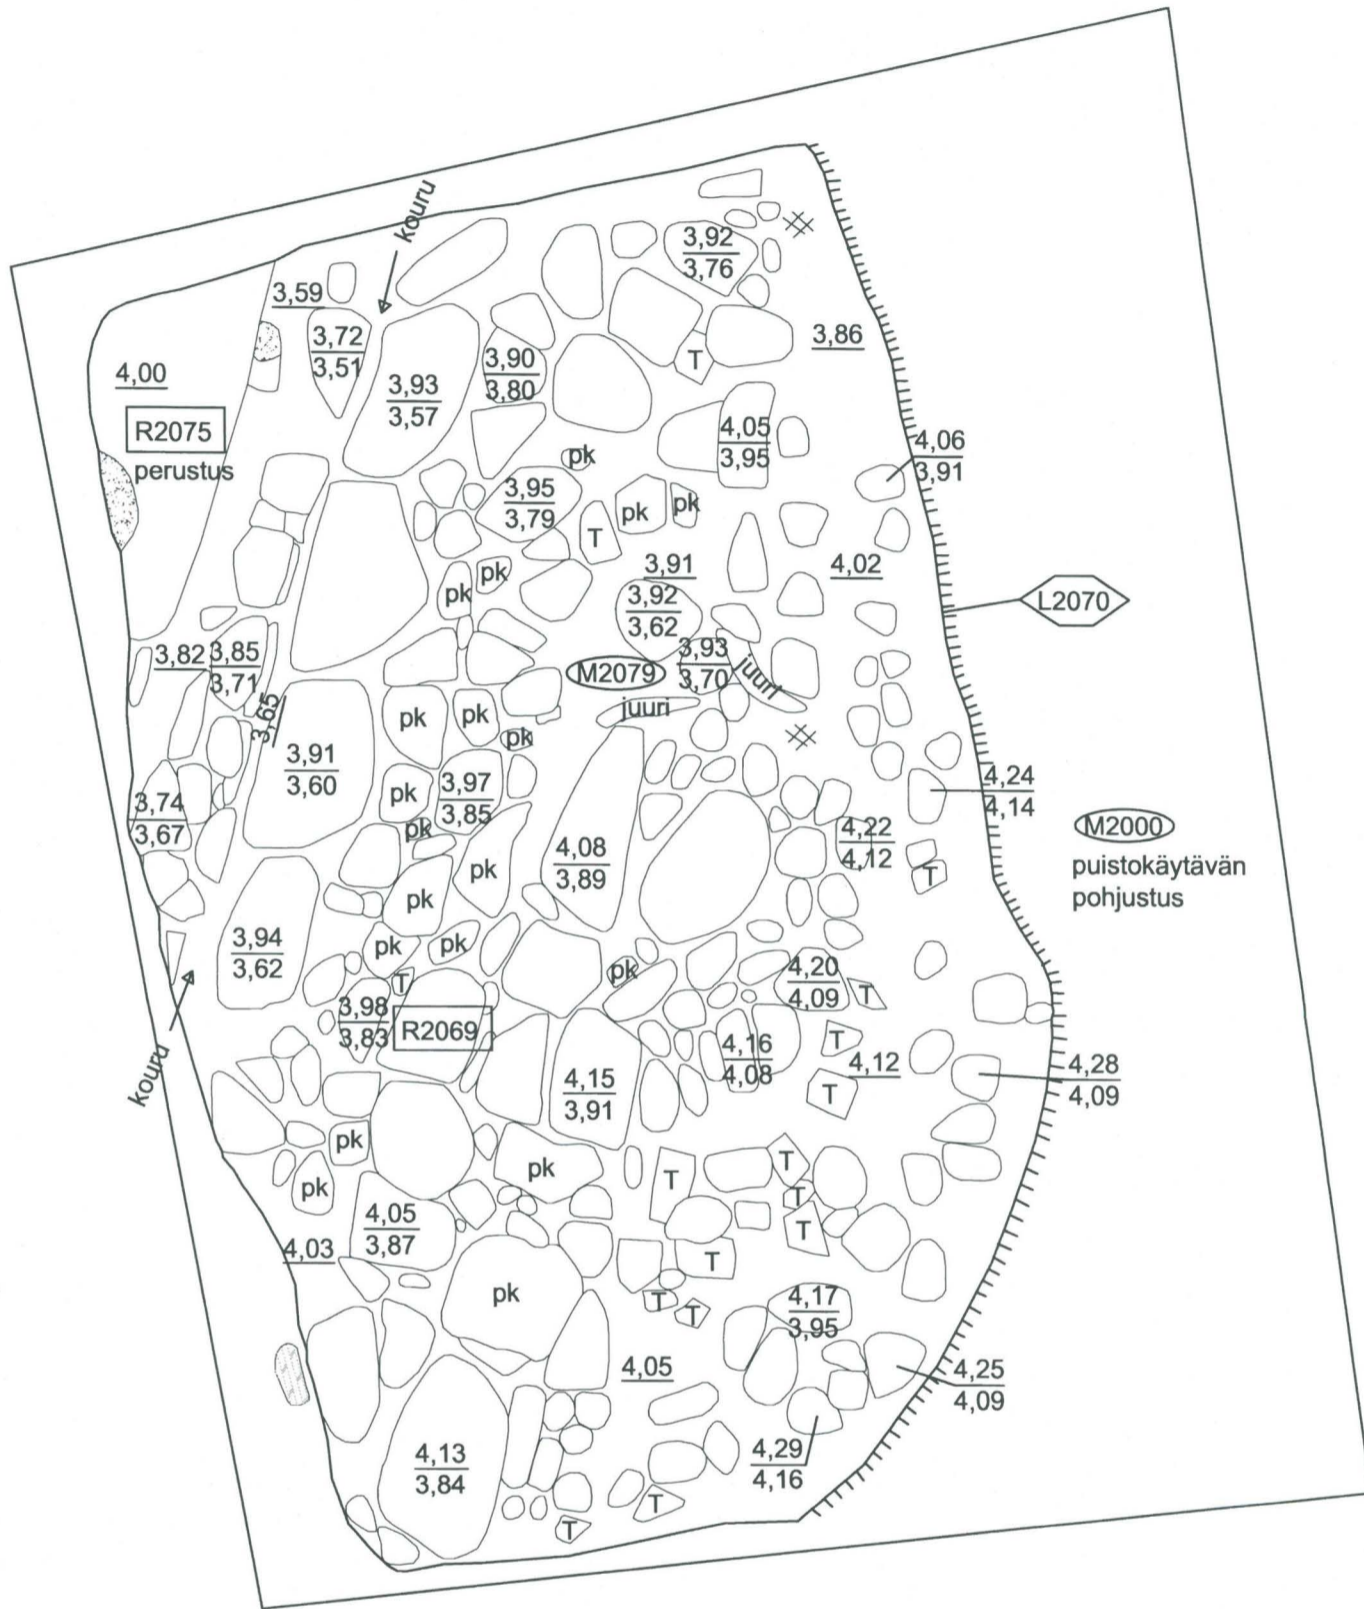 kouru
3,59
3,92
3,76
3,72
3,51
3,86
4,00
3,93
3,57
3,90
3,80
T
R2075
perustus
4,05
3,95
4,06
3,91
pk
3,95
3,79
pk
pk
T
3,91
4,02
pk
pk
3,92
3,62
L2070
3,82
3,85
3,71
M2079
3,93
3,70
juuri
juuri
3,65
pk
pk
pk
3,91
3,60
pk
3,97
3,85
4,24
4,14
3,74
3,67
pk
4,22
4,12
M2000
puistokäytävän
pohjustus
4,08
3,89
pk
T
pk
3,94
3,62
pk
pk
pk
4,20
4,09
T
T
3,98
3,83
R2069
4,16
4,08
T
4,12
kouru
4,15
3,91
T
4,28
4,09
pk
pk
T
T
pk
T
4,05
3,87
T
4,03
T
pk
T
T
4,17
3,95
4,05
4,25
4,09
4,13
3,84
4,29
4,16
T
T